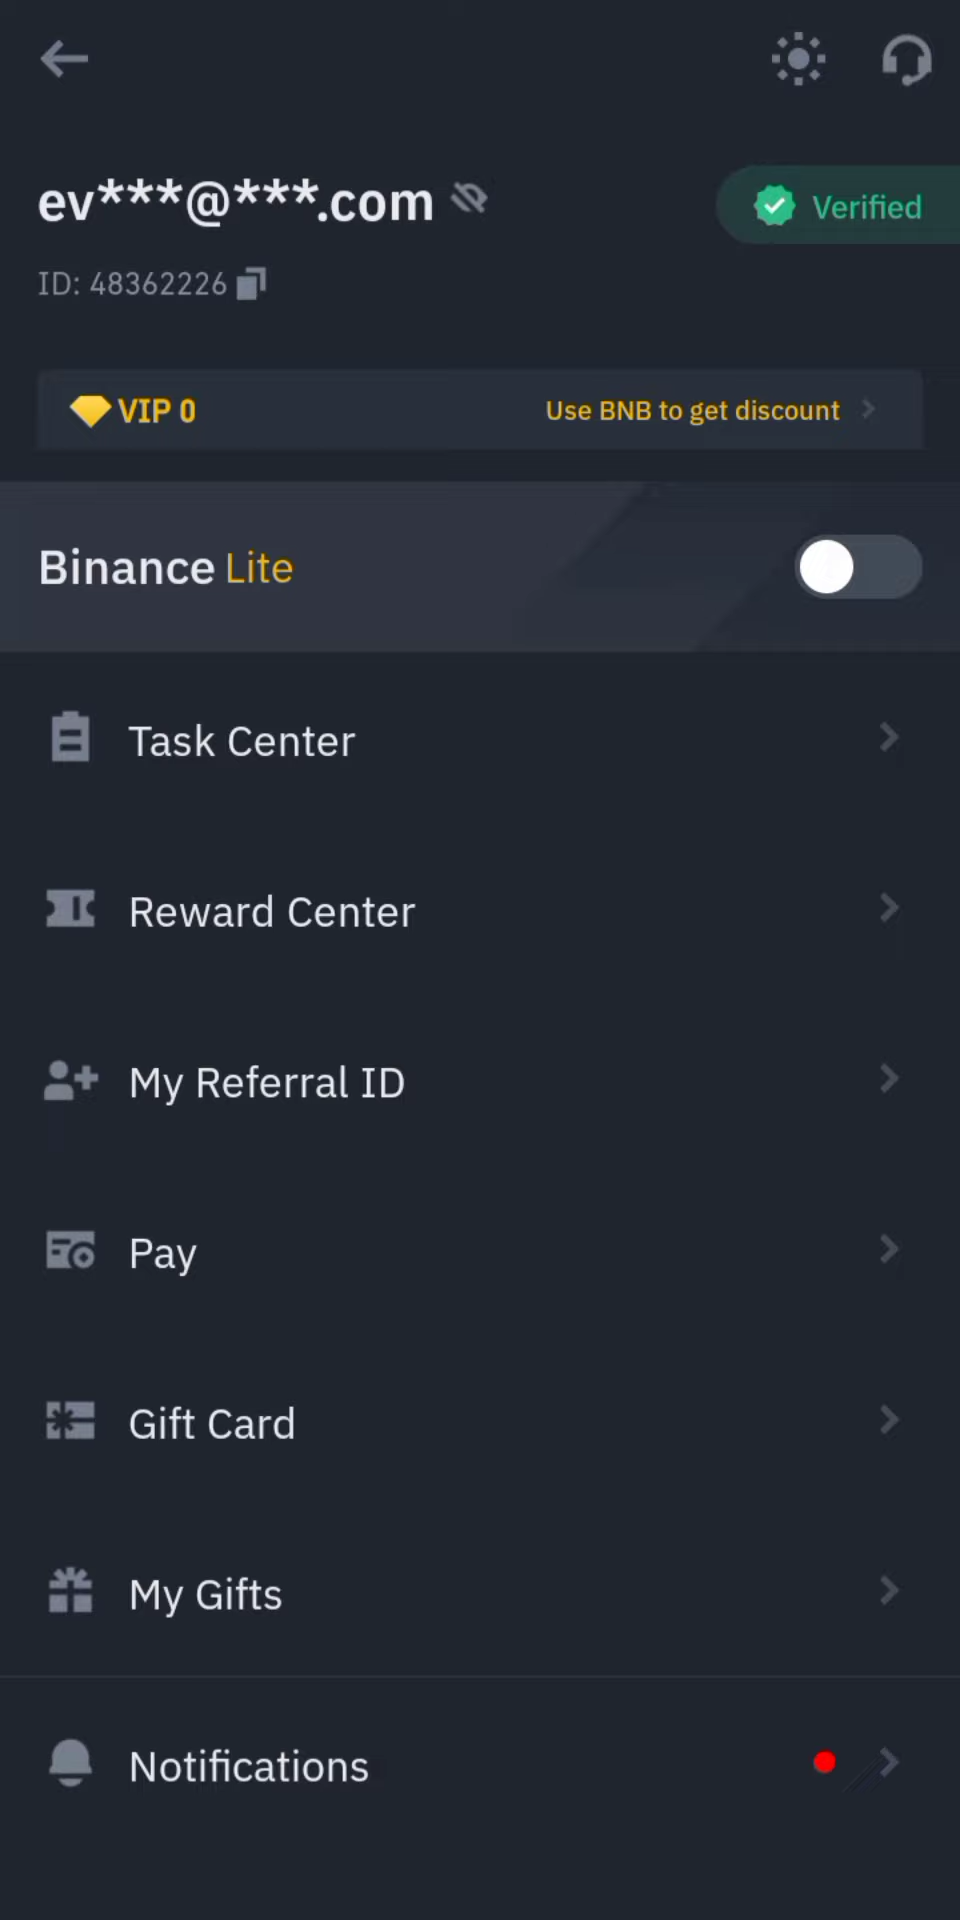 ev***@***.com
Verified
ID: 48362226
VIP 0
Use BNB to get discount
Binance Lite
Task Center
Reward Center
My Referral ID
Pay
Gift Card
My Gifts
Notifications